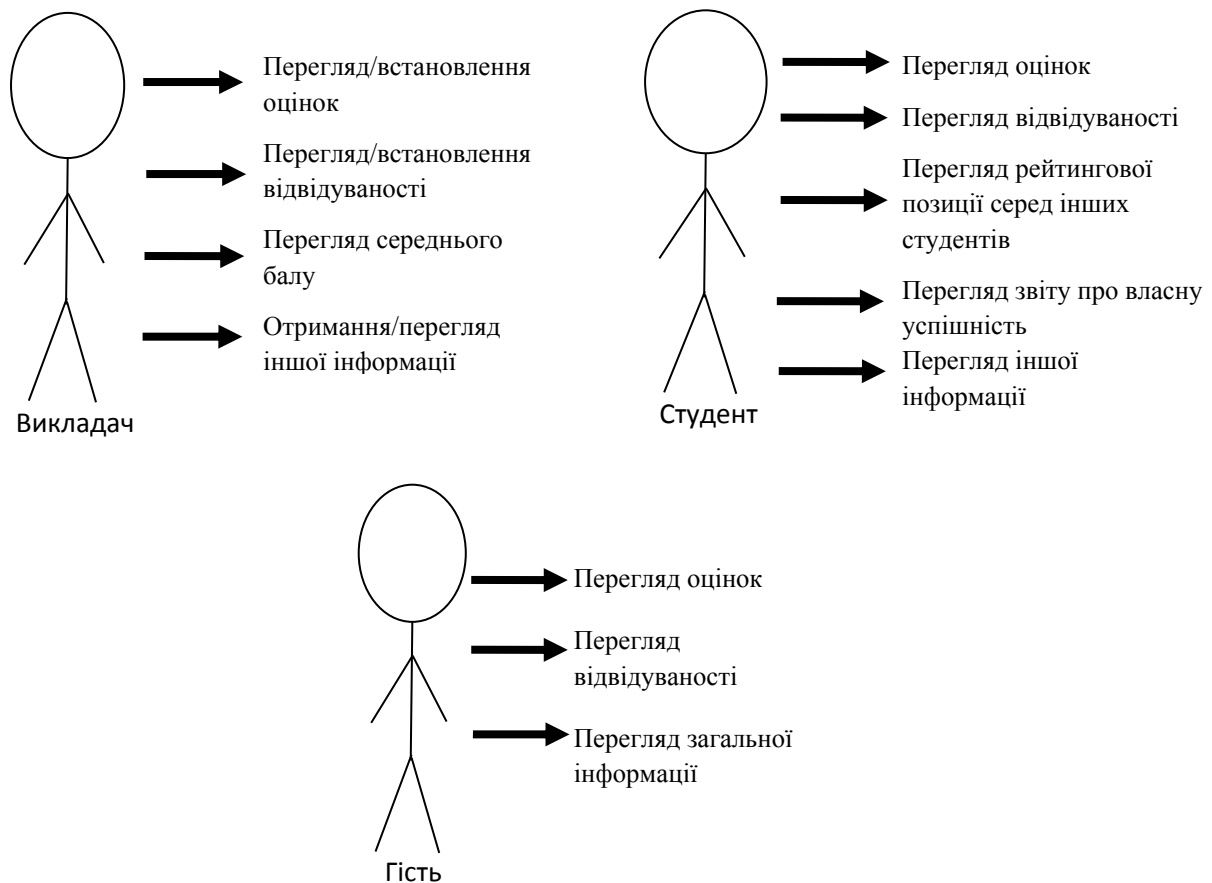 Перегляд/встановлення
оцінок
Перегляд/встановлення
відвідуваності
Перегляд середнього
балу
Отримання/перегляд
іншої інформації
Викладач
Перегляд оцінок
Перегляд відвідуваності
Перегляд рейтингової
позиції серед інших
студентів
Перегляд звіту про власну
успішність
Перегляд іншої
інформації
Студент
Перегляд оцінок
Перегляд
відвідуваності
Перегляд загальної
інформації
Гість